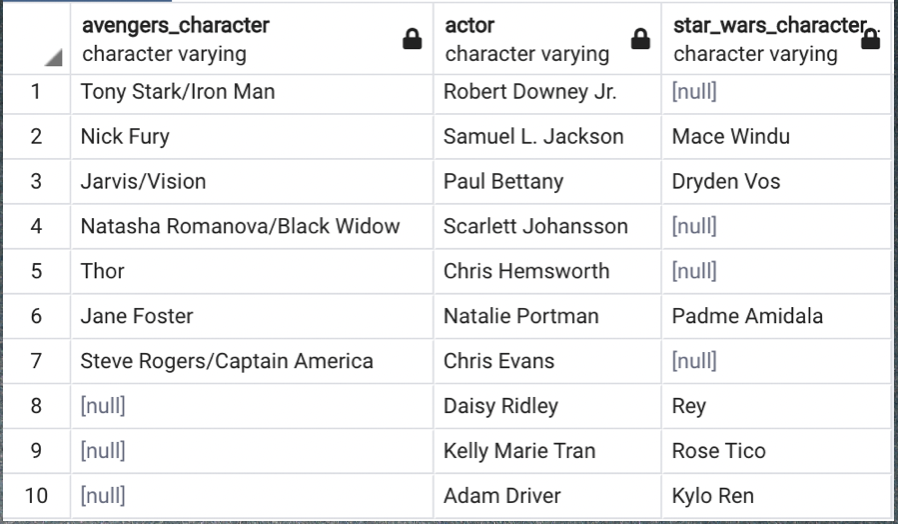 avengers_character actor star_wars_character
character varying character varying character varying
1 Tony Stark/Iron Man Robert Downey Jr. [null]
2 Nick Fury Samuel L. Jackson Mace Windu
3 Jarvis/Vision Paul Bettany Dryden Vos
4 Natasha Romanova/Black Widow Scarlett Johansson [null]
5 Thor Chris Hemsworth [null]
6 Jane Foster Natalie Portman Padme Amidala
7 Steve Rogers/Captain America Chris Evans [null]
8 [null] Daisy Ridley Rey
9 [null] Kelly Marie Tran Rose Tico
10 [null] Adam Driver Kylo Ren